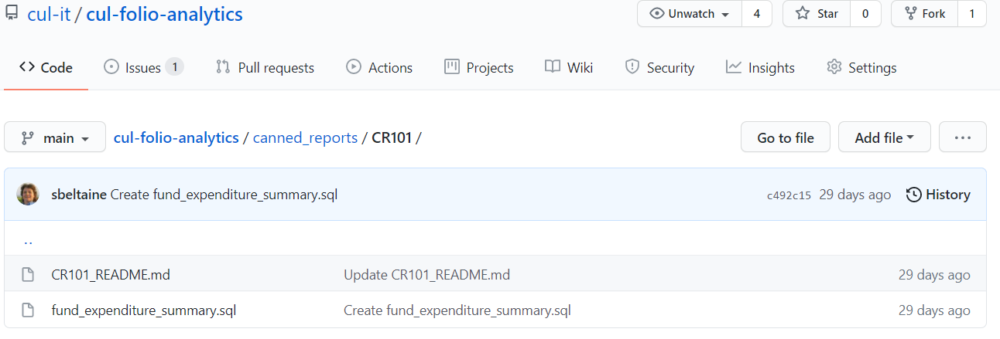 cul-it / cul-folio-analytics
Unwatch 4 Star 0 Fork 1
Code Issues 1 Pull requests Actions Projects Wiki Security Insights Settings
main cul-folio-analytics / canned_reports / CR101 / Go to file Add file ...
sbeltaine Create fund_expenditure_summary.sql c492c15 29 days ago History
..
CR101_README.md Update CR101_README.md 29 days ago
fund_expenditure_summary.sql Create fund_expenditure_summary.sql 29 days ago